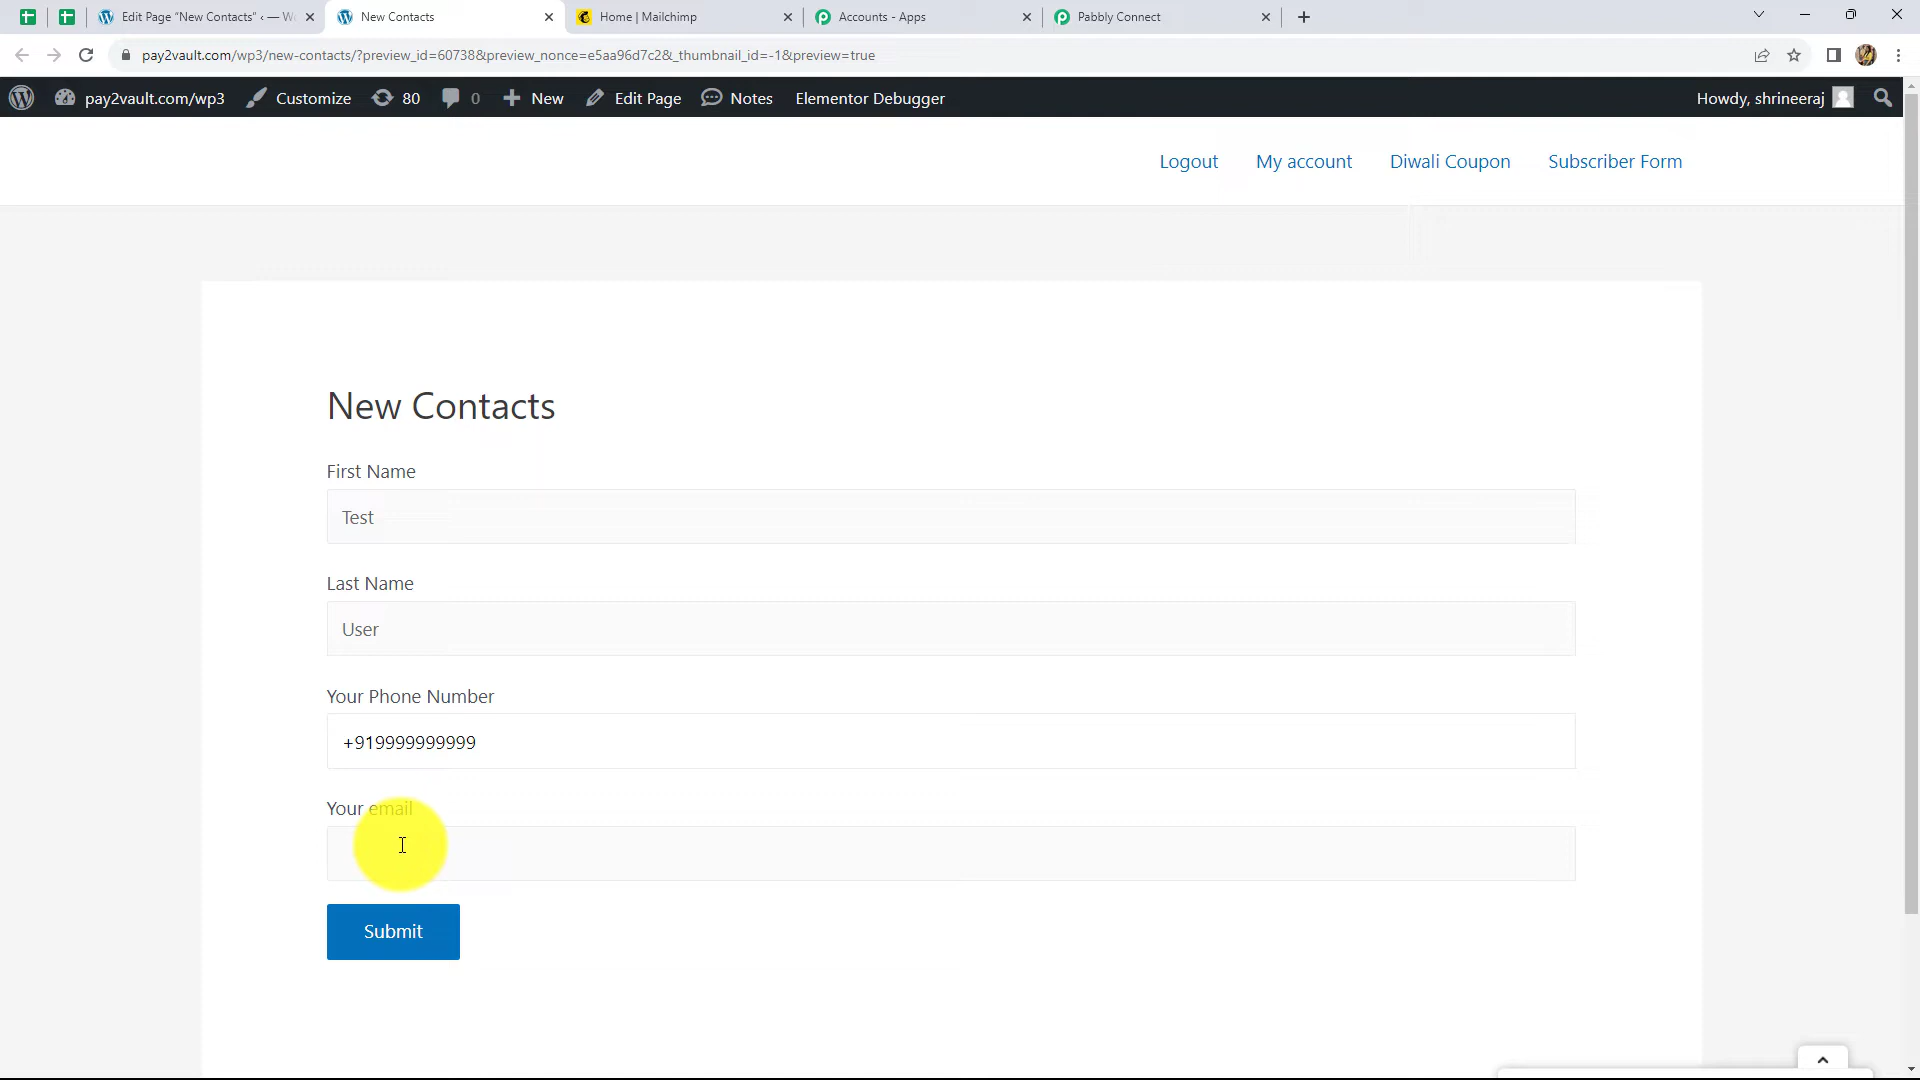 Edit Page “New Contacts” ‹ — W
New Contacts
Home | Mailchimp
Accounts - Apps
Pabbly Connect
pay2vault.com/wp3/new-contacts/?preview_id=60738&preview_nonce=e5aa96d7c2&_thumbnail_id=-1&preview=true
pay2vault.com/wp3 Customize 80 0 New Edit Page Notes Elementor Debugger Howdy, shrineeraj
Logout My account Diwali Coupon Subscriber Form
New Contacts
First Name
Test
Last Name
User
Your Phone Number
+919999999999
Your email
Submit